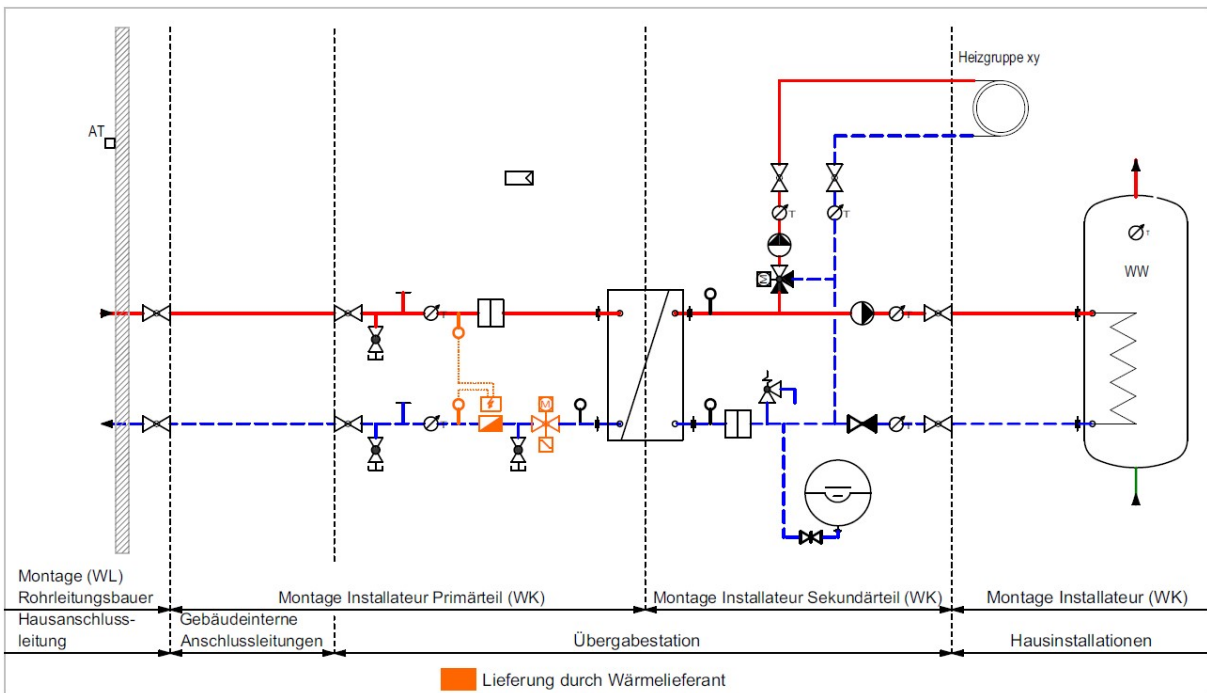 Heizgruppe xy
AT
T
T
M
WW
T
T
T
T
M
T
T
Montage (WL)
Rohrleitungsbauer
Montage Installateur Primärteil (WK)
Montage Installateur Sekundärteil (WK)
Montage Installateur (WK)
Hausanschluss-
leitung
Gebäudeinterne
Anschlussleitungen
Übergabestation
Hausinstallationen
Lieferung durch Wärmelieferant